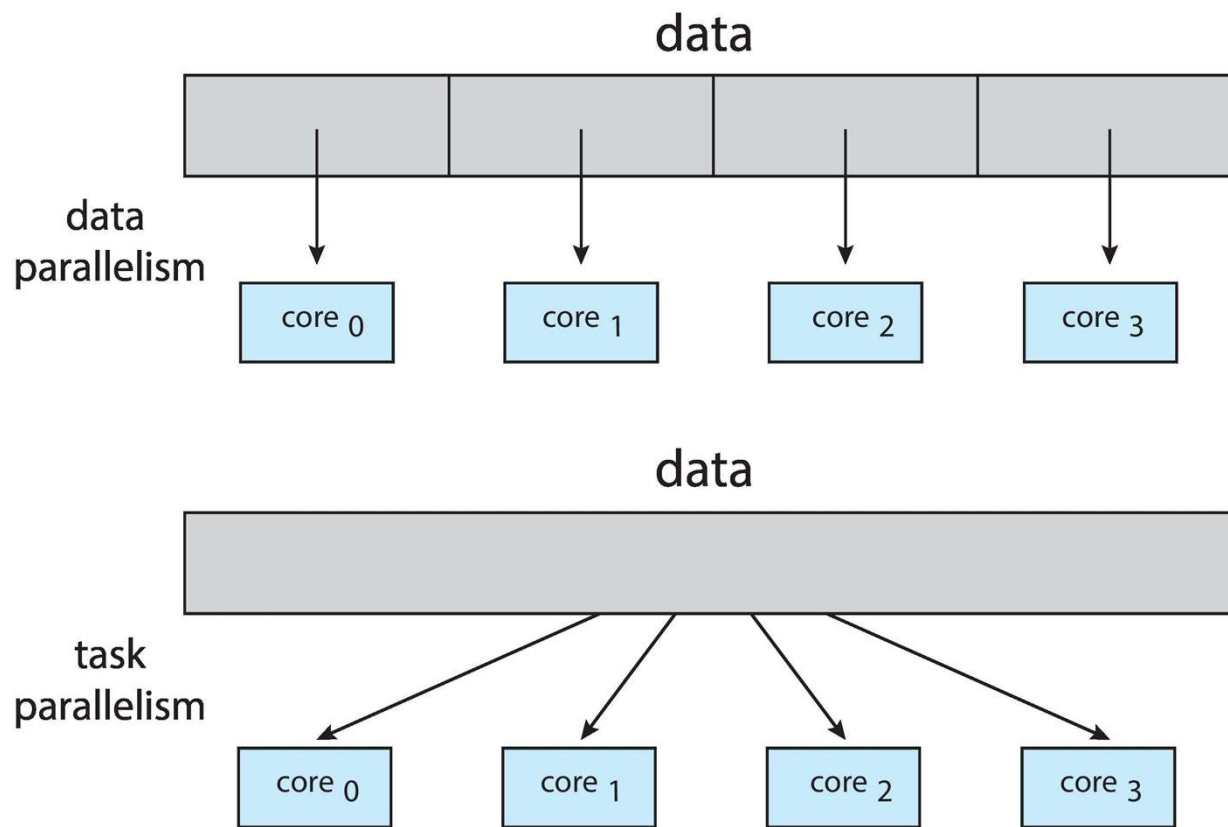 data
data
parallelism
core 0
core 1
core 2
core 3
data
task
parallelism
core 0
core 1
core 2
core 3